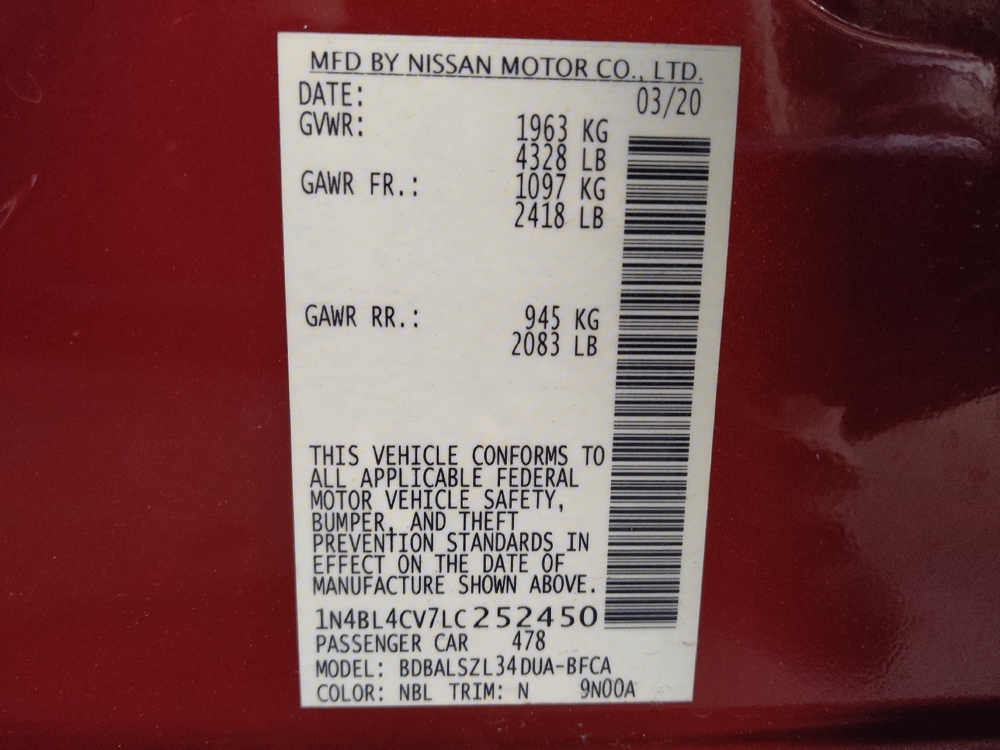 MFD BY NISSAN MOTOR CO., LTD.
DATE: 03/20
GVWR: 1963 KG
4328 LB
GAWR FR.: 1097 KG
2418 LB
GAWR RR.: 945 KG
2083 LB
THIS VEHICLE CONFORMS TO
ALL APPLICABLE FEDERAL
MOTOR VEHICLE SAFETY,
BUMPER, AND THEFT
PREVENTION STANDARDS IN
EFFECT ON THE DATE OF
MANUFACTURE SHOWN ABOVE.
1N4BL4CV7LC252450
PASSENGER CAR 478
MODEL: BDBALSZL34DUA-BFCA
COLOR: NBL TRIM: N 9N00A